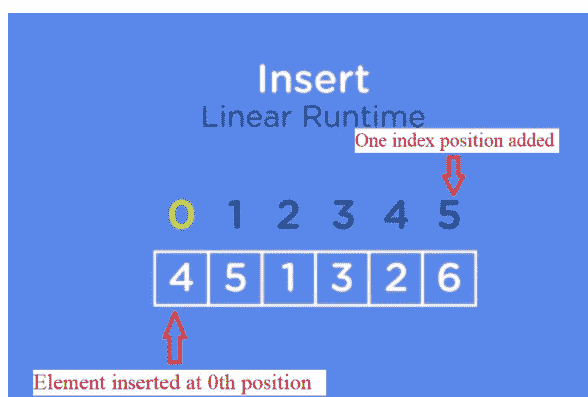 Insert
Linear Runtime
One index position added
0 1 2 3 4 5
4 5 1 3 2 6
Element inserted at 0th position